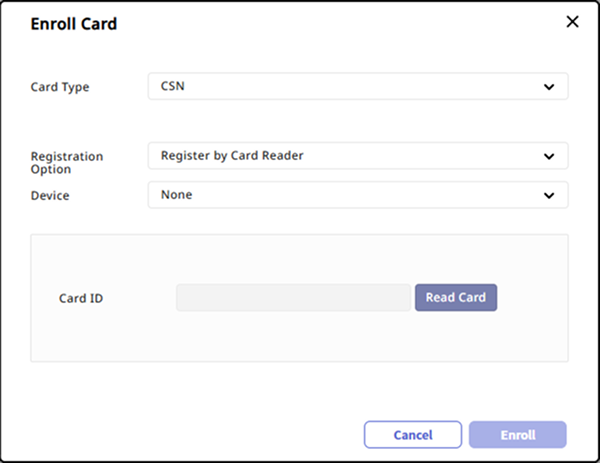 Enroll Card
Card Type
CSN
Registration
Option
Register by Card Reader
Device
None
Card ID
Read Card
Cancel
Enroll